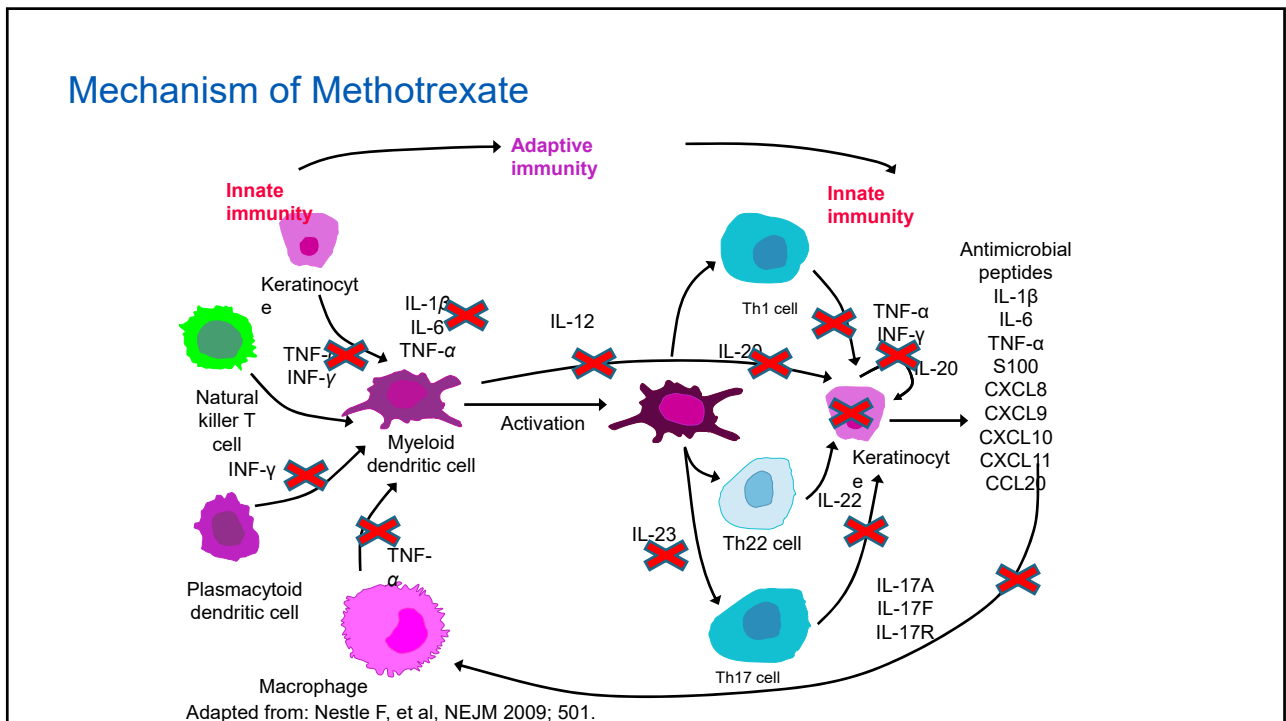 Mechanism of Methotrexate
Adaptive
immunity
Innate
immunity
Innate
immunity
Keratinocyt
e
Natural
killer T
cell
TNF-
INF-γ
IL-1β
IL-6
TNF-α
INF-γ
Plasmacytoid
dendritic cell
TNF-
α
Macrophage
Myeloid
dendritic cell
Activation
IL-12
IL-20
IL-23
Th1 cell
Th22 cell
Th17 cell
TNF-α
INF-γ
IL-20
Keratinocyt
e
IL-22
IL-17A
IL-17F
IL-17R
Antimicrobial
peptides
IL-1β
IL-6
TNF-α
S100
CXCL8
CXCL9
CXCL10
CXCL11
CCL20
Adapted from: Nestle F, et al, NEJM 2009; 501.